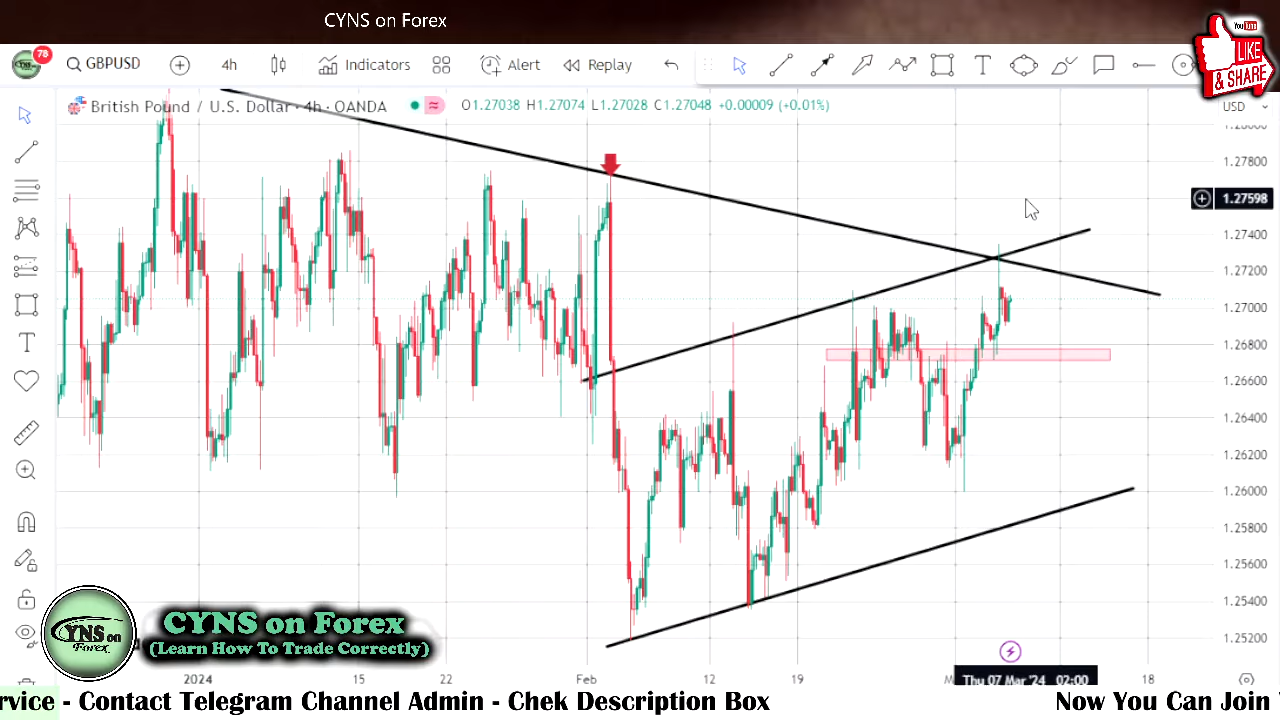 CYNS on Forex
YouTube
LIKE
& SHARE
78
GBPUSD
4h
Indicators
Alert
Replay
British Pound / U.S. Dollar · 4h · OANDA
O1.27038 H1.27074 L1.27028 C1.27048 +0.00009 (+0.01%)
USD
1.27800
1.27598
1.27400
1.27200
1.27000
1.26800
1.26600
1.26400
1.26200
1.26000
1.25800
1.25600
1.25400
1.25200
CYNS on Forex
(Learn How To Trade Correctly)
YNS on
Forex
2024
15
22
Feb
12
19
Thu 07 Mar '24 02:00
18
rvice - Contact Telegram Channel Admin - Chek Description Box
Now You Can Join